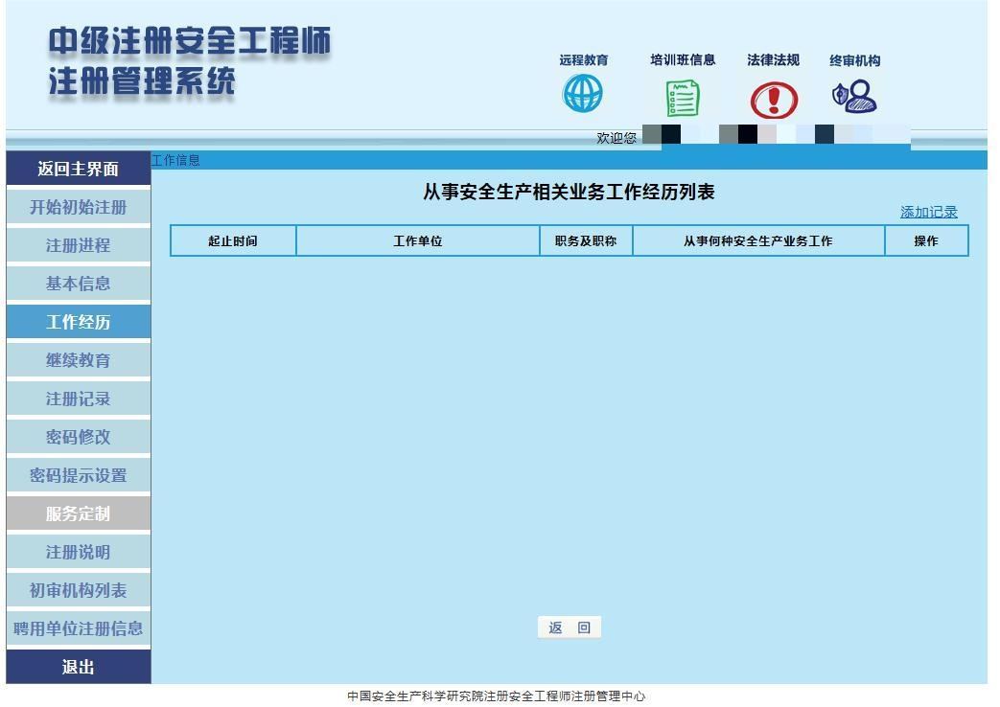 中级注册安全工程师
注册管理系统
远程教育 培训班信息 法律法规 终审机构
欢迎您
返回主界面
工作信息
开始初始注册
注册进程
基本信息
工作经历
继续教育
注册记录
密码修改
密码提示设置
服务定制
注册说明
初审机构列表
聘用单位注册信息
退出
从事安全生产相关业务工作经历列表
添加记录
起止时间 工作单位 职务及职称 从事何种安全生产业务工作 操作
返 回
中国安全生产科学研究院注册安全工程师注册管理中心